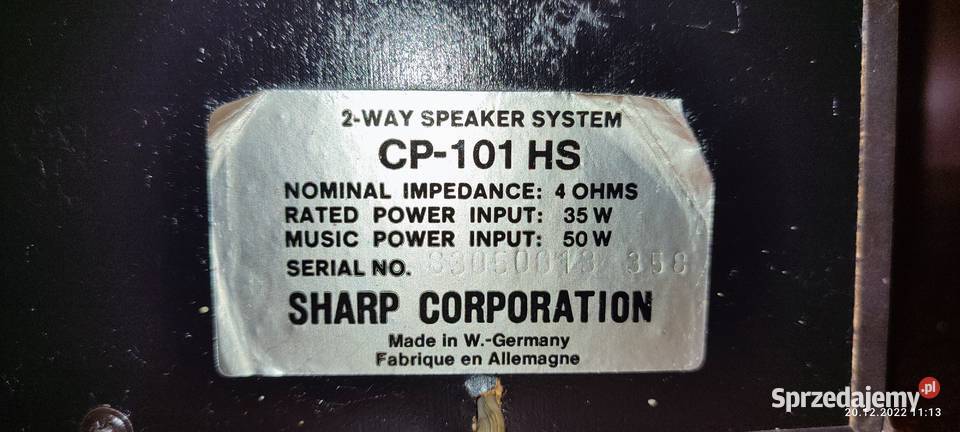 2-WAY SPEAKER SYSTEM
CP-101 HS
NOMINAL IMPEDANCE: 4 OHMS
RATED POWER INPUT: 35 W
MUSIC POWER INPUT: 50 W
SERIAL NO. 358
SHARP CORPORATION
Made in W.-Germany
Fabrique en Allemagne
Sprzedajemy.pl
20.12.2022 11:13